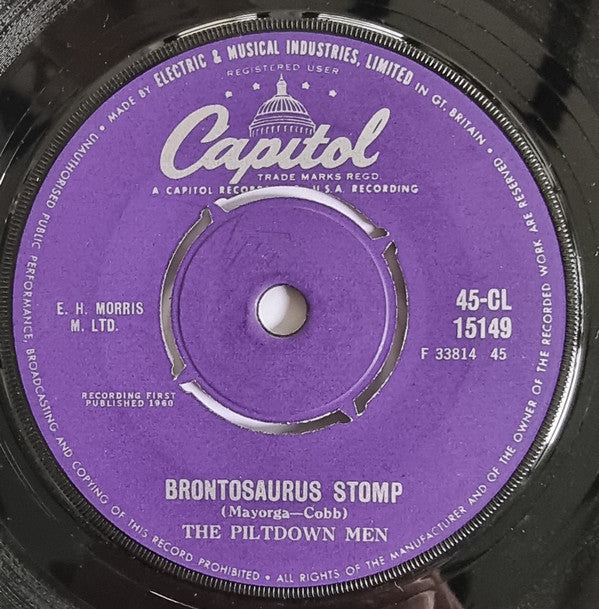 UNAUTHORISED PUBLIC PERFORMANCE, BROADCASTING AND COPYING OF THIS RECORD PROHIBITED • ALL RIGHTS OF THE MANUFACTURER AND OF THE OWNER OF THE RECORDED WORK ARE RESERVED •
MADE BY ELECTRIC & MUSICAL INDUSTRIES, LIMITED IN GT. BRITAIN •
REGISTERED USER
Capitol
TRADE MARKS REGD.
A CAPITOL RECOR U.S.A. RECORDING
E. H. MORRIS
M. LTD.
45-CL
15149
F 33814 45
RECORDING FIRST
PUBLISHED 1960
BRONTOSAURUS STOMP
(Mayorga—Cobb)
THE PILTDOWN MEN